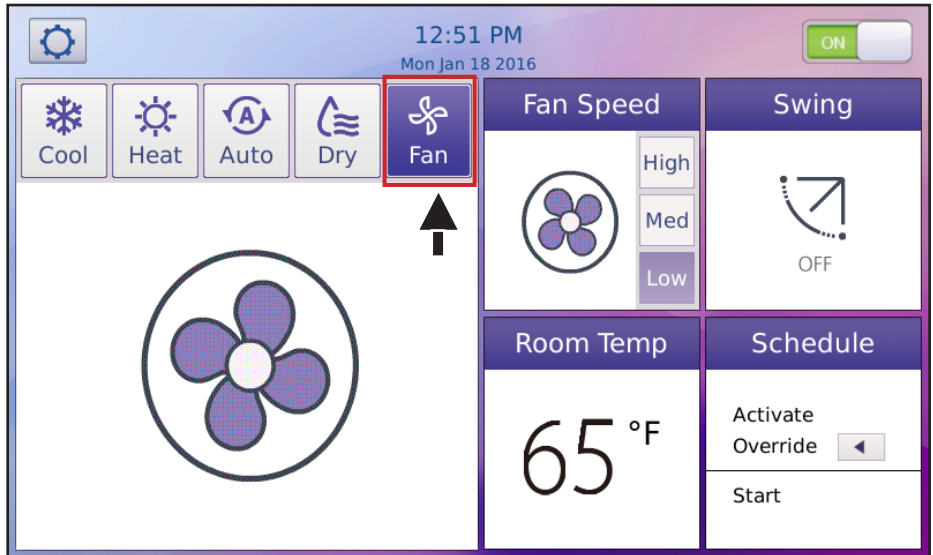 12:51 PM
Mon Jan 18 2016
ON
Cool
Heat
Auto
Dry
Fan
Fan Speed
High
Med
Low
Swing
OFF
Room Temp
65 °F
Schedule
Activate
Override
Start